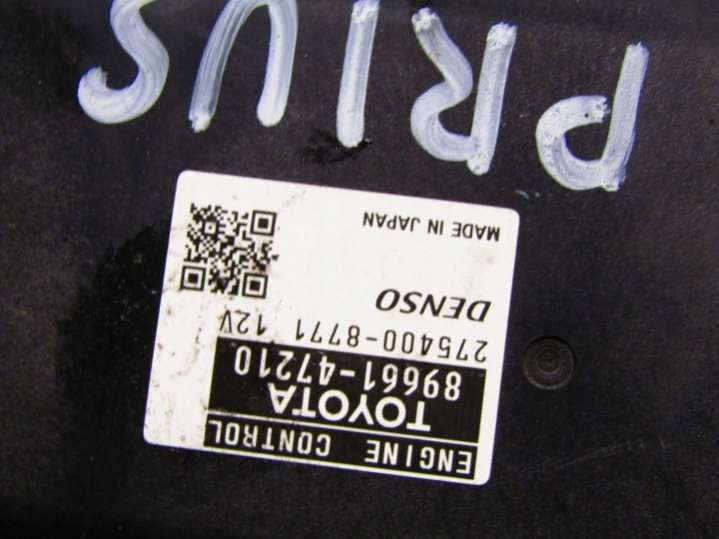 PRIUS
ENGINE CONTROL
TOYOTA
89661-47210
275400-8771 12V
DENSO
MADE IN JAPAN